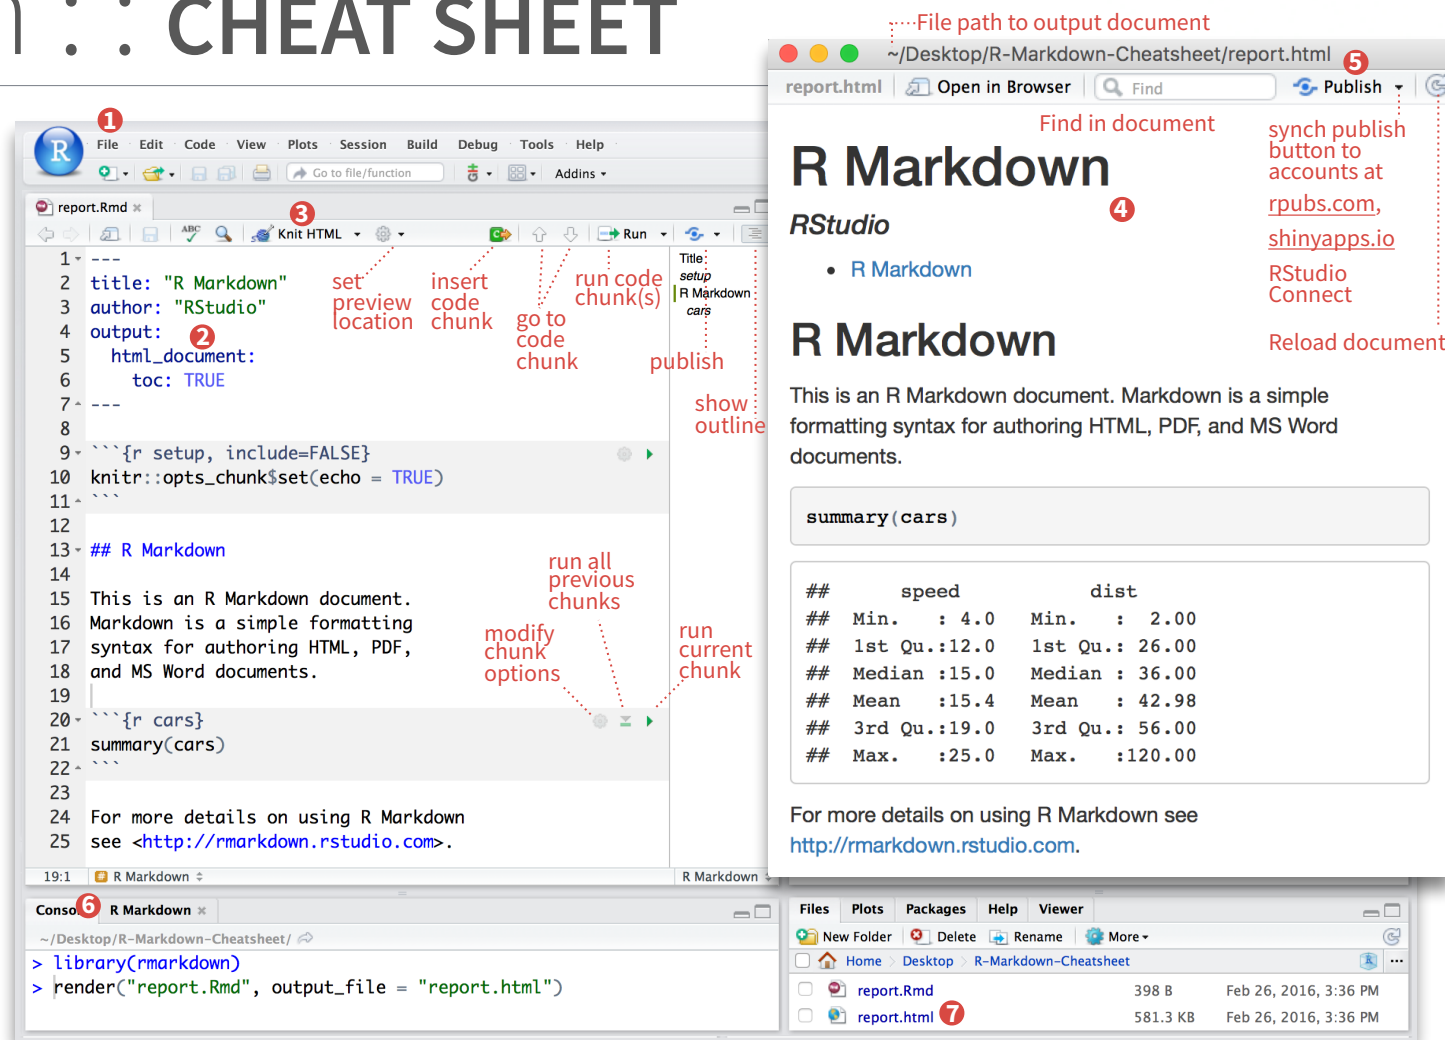 : : CHEAT SHEET
File path to output document
~/Desktop/R-Markdown-Cheatsheet/report.html
5
report.html Open in Browser Find Publish
Find in document
synch publish
button to
accounts at
rpubs.com,
shinyapps.io
RStudio
Connect
Reload document
R Markdown
4
RStudio
• R Markdown
R Markdown
This is an R Markdown document. Markdown is a simple
formatting syntax for authoring HTML, PDF, and MS Word
documents.
summary(cars)
##      speed           dist
##  Min.   : 4.0   Min.   :  2.00
##  1st Qu.:12.0   1st Qu.: 26.00
##  Median :15.0   Median : 36.00
##  Mean   :15.4   Mean   : 42.98
##  3rd Qu.:19.0   3rd Qu.: 56.00
##  Max.   :25.0   Max.   :120.00
For more details on using R Markdown see
http://rmarkdown.rstudio.com.
1
R File Edit Code View Plots Session Build Debug Tools Help
Go to file/function Addins
report.Rmd
3
ABC Knit HTML C Run
set
preview
location
insert
code
chunk
go to
code
chunk
run code
chunk(s)
publish
show
outline
Title
setup
R Markdown
cars
1 ---
2 title: "R Markdown"
3 author: "RStudio"
4 output:
2
5   html_document:
6     toc: TRUE
7 ---
8
9 ```{r setup, include=FALSE}
10 knitr::opts_chunk$set(echo = TRUE)
11 ```
12
13 ## R Markdown
14
15 This is an R Markdown document.
16 Markdown is a simple formatting
17 syntax for authoring HTML, PDF,
18 and MS Word documents.
19
20 ```{r cars}
21 summary(cars)
22 ```
23
24 For more details on using R Markdown
25 see <http://rmarkdown.rstudio.com>.
run all
previous
chunks
modify
chunk
options
run
current
chunk
19:1 # R Markdown R Markdown
6
R Markdown
~/Desktop/R-Markdown-Cheatsheet/
> library(rmarkdown)
> render("report.Rmd", output_file = "report.html")
Files Plots Packages Help Viewer
New Folder Delete Rename More
Home Desktop R-Markdown-Cheatsheet R ...
report.Rmd 398 B Feb 26, 2016, 3:36 PM
report.html 7 581.3 KB Feb 26, 2016, 3:36 PM